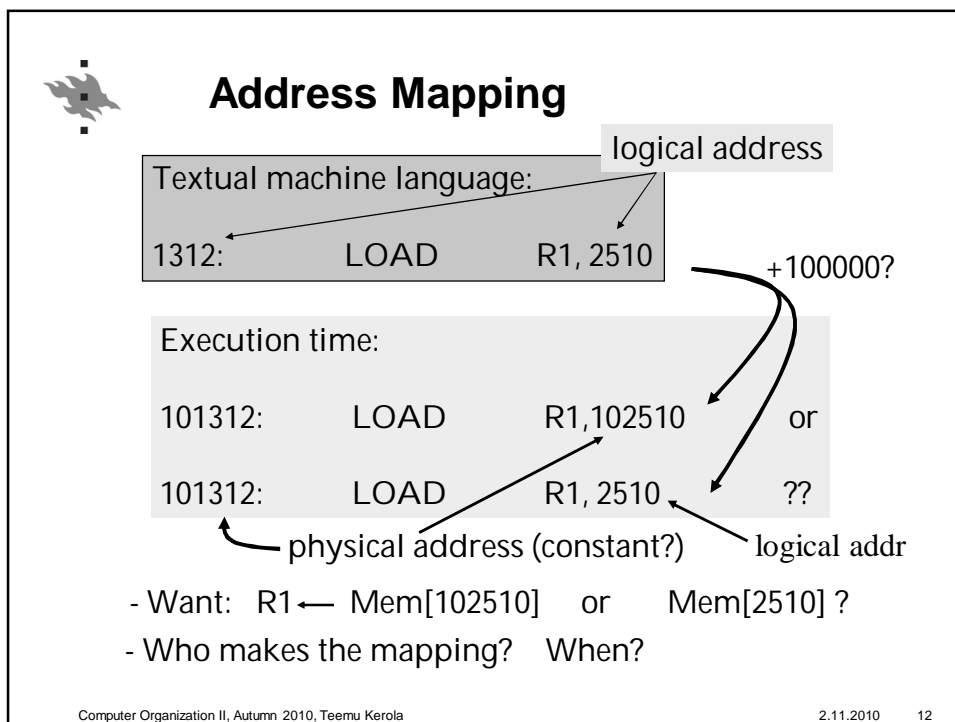 Address Mapping
logical address
Textual machine language:
1312: LOAD R1, 2510
+100000?
Execution time:
101312: LOAD R1,102510 or
101312: LOAD R1, 2510 ??
physical address (constant?) logical addr
- Want: R1 ← Mem[102510] or Mem[2510] ?
- Who makes the mapping? When?
Computer Organization II, Autumn 2010, Teemu Kerola 2.11.2010 12